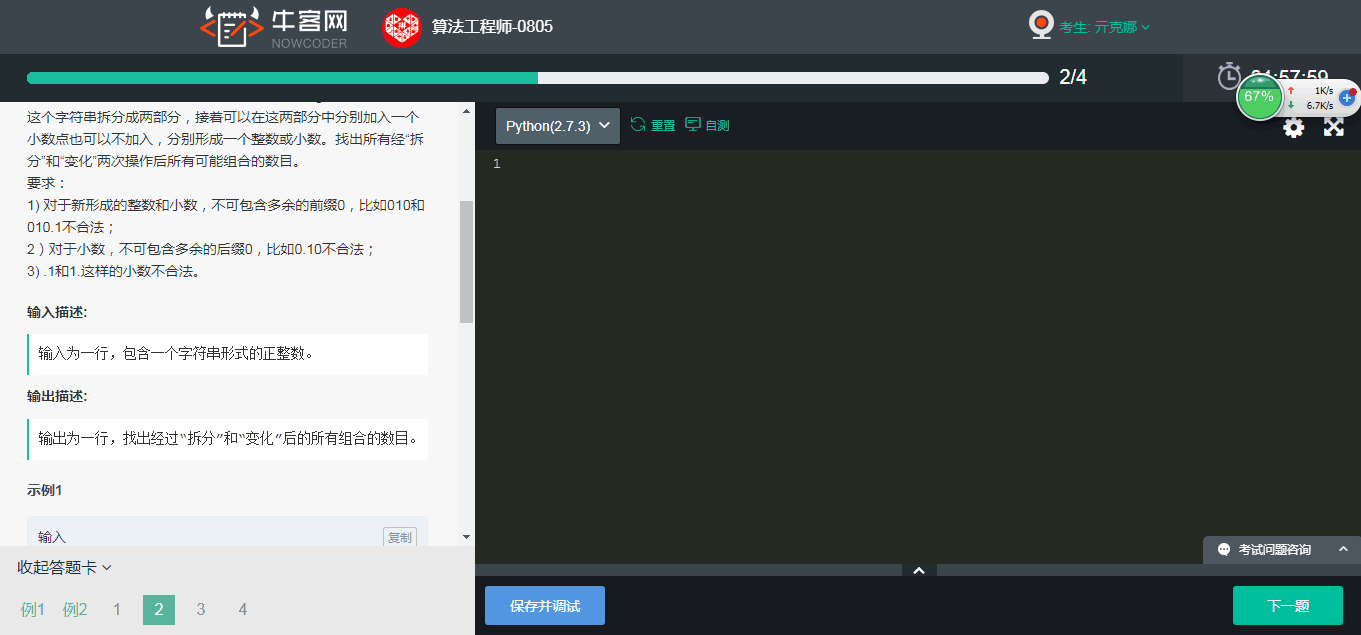 牛客网
NOWCODER
算法工程师-0805
考生: 亓克娜
2/4
67%
1K/s
6.7K/s
这个字符串拆分成两部分，接着可以在这两部分中分别加入一个
小数点也可以不加入，分别形成一个整数或小数。找出所有经“拆
分”和“变化”两次操作后所有可能组合的数目。
要求：
1) 对于新形成的整数和小数，不可包含多余的前缀0，比如010和
010.1不合法；
2 ) 对于小数，不可包含多余的后缀0，比如0.10不合法；
3) .1和1.这样的小数不合法。
输入描述:
输入为一行，包含一个字符串形式的正整数。
输出描述:
输出为一行，找出经过“拆分”和“变化”后的所有组合的数目。
示例1
输入
复制
收起答题卡
例1 例2 1 2 3 4
Python(2.7.3)
重置
自测
1
考试问题咨询
保存并调试
下一题